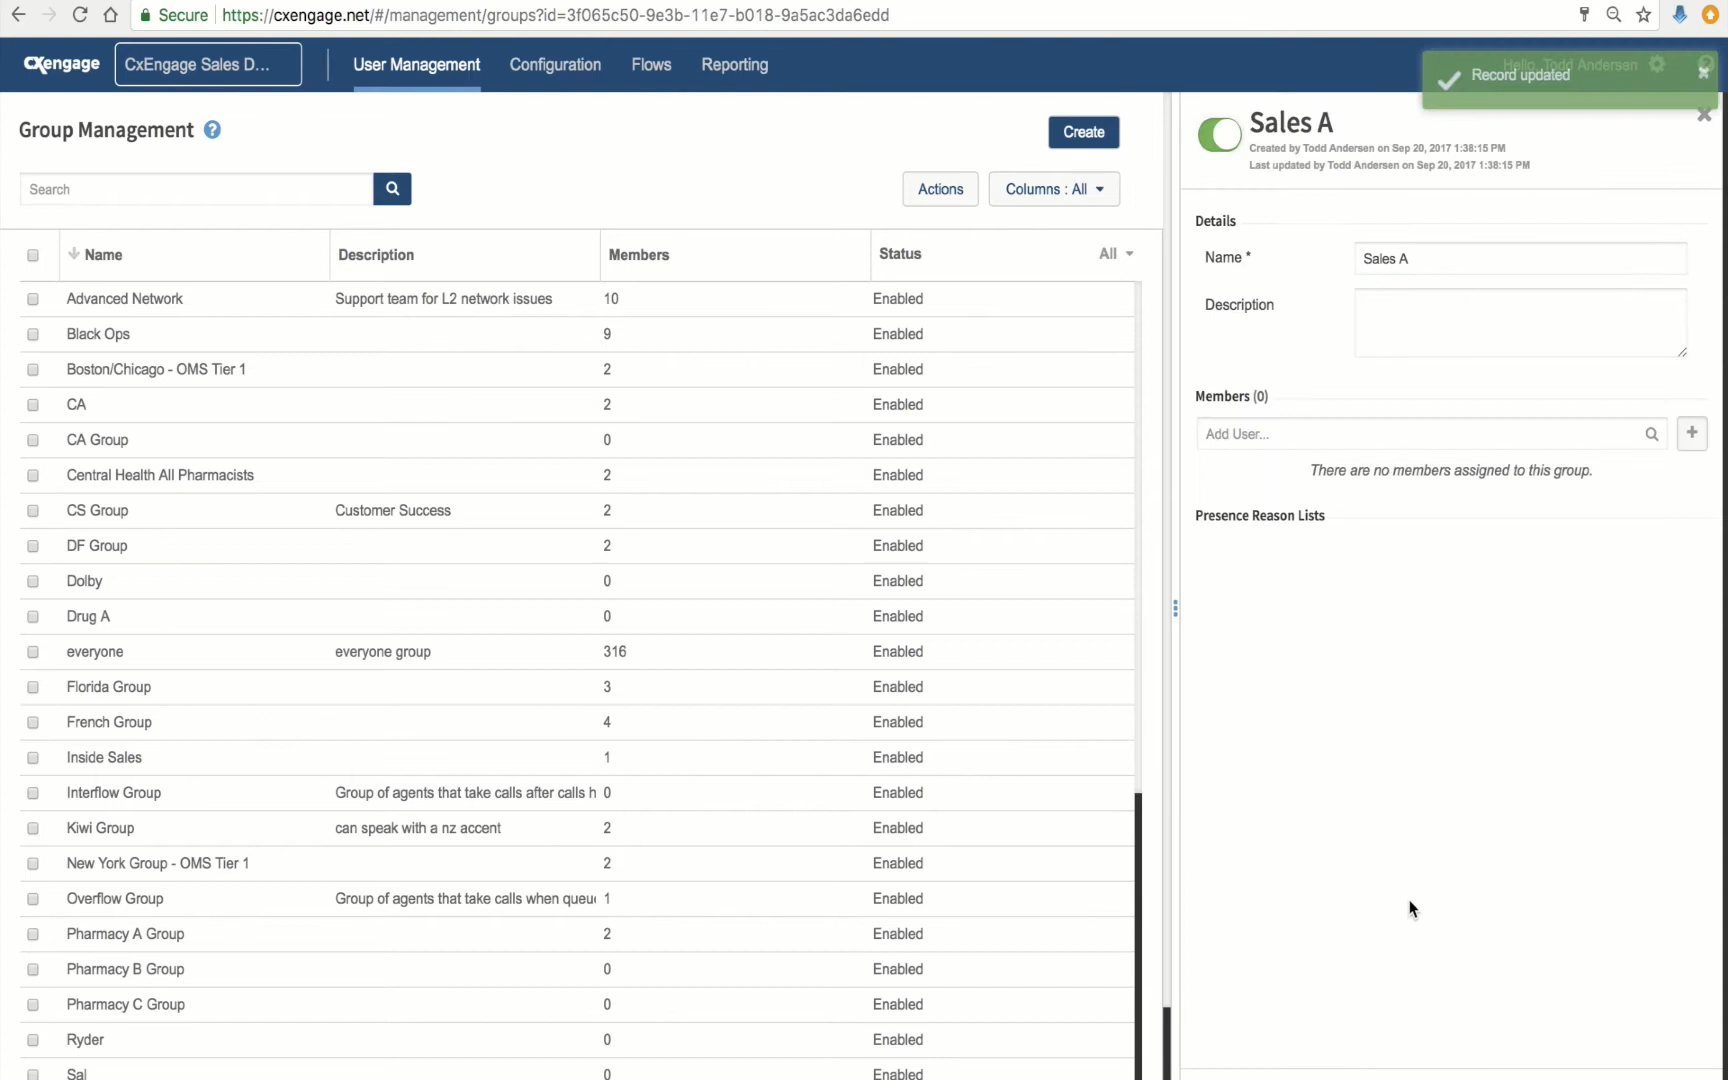 Secure https://cxengage.net/#/management/groups?id=3f065c50-9e3b-11e7-b018-9a5ac3da6edd
cxengage CxEngage Sales D... User Management Configuration Flows Reporting Hello, Todd Andersen
Record updated
Group Management ? Create
Search Actions Columns : All
Name Description Members Status All
Advanced Network Support team for L2 network issues 10 Enabled
Black Ops 9 Enabled
Boston/Chicago - OMS Tier 1 2 Enabled
CA 2 Enabled
CA Group 0 Enabled
Central Health All Pharmacists 2 Enabled
CS Group Customer Success 2 Enabled
DF Group 2 Enabled
Dolby 0 Enabled
Drug A 0 Enabled
everyone everyone group 316 Enabled
Florida Group 3 Enabled
French Group 4 Enabled
Inside Sales 1 Enabled
Interflow Group Group of agents that take calls after calls h 0 Enabled
Kiwi Group can speak with a nz accent 2 Enabled
New York Group - OMS Tier 1 2 Enabled
Overflow Group Group of agents that take calls when queu 1 Enabled
Pharmacy A Group 2 Enabled
Pharmacy B Group 0 Enabled
Pharmacy C Group 0 Enabled
Ryder 0 Enabled
Sal 0 Enabled
Sales A
Created by Todd Andersen on Sep 20, 2017 1:38:15 PM
Last updated by Todd Andersen on Sep 20, 2017 1:38:15 PM
Details
Name * Sales A
Description
Members (0)
Add User...
There are no members assigned to this group.
Presence Reason Lists